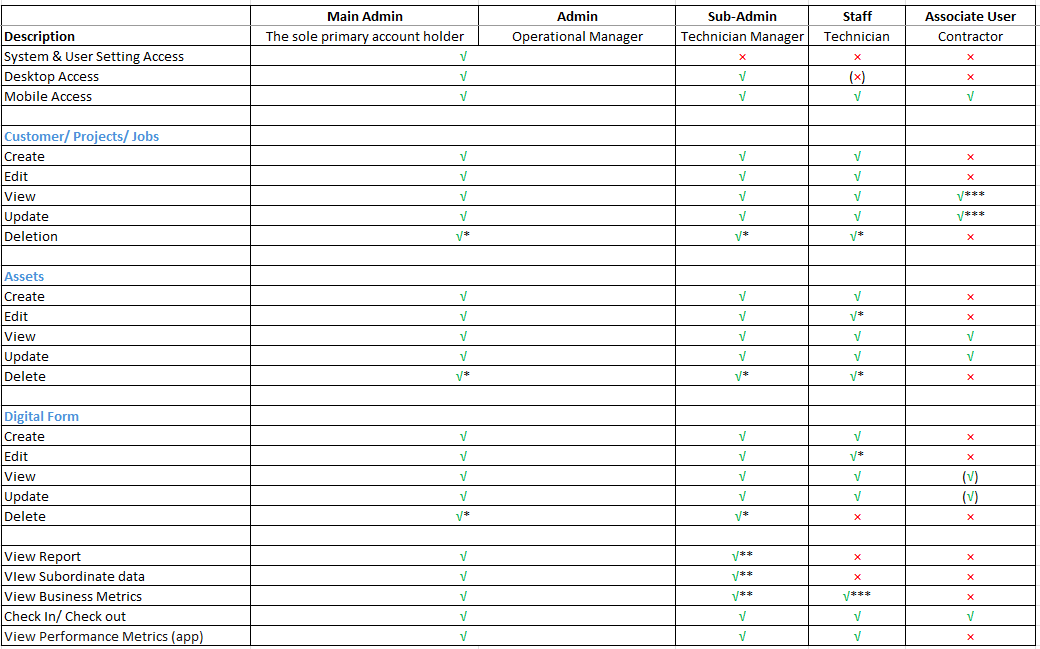 Main Admin Admin Sub-Admin Staff Associate User
Description The sole primary account holder Operational Manager Technician Manager Technician Contractor
System & User Setting Access √ × × ×
Desktop Access √ √ (×) ×
Mobile Access √ √ √ √
Customer/ Projects/ Jobs
Create √ √ √ ×
Edit √ √ √ ×
View √ √ √ √***
Update √ √ √ √***
Deletion √* √* √* ×
Assets
Create √ √ √ ×
Edit √ √ √* ×
View √ √ √ √
Update √ √ √ √
Delete √* √* √* ×
Digital Form
Create √ √ √ ×
Edit √ √ √* ×
View √ √ √ (√)
Update √ √ √ (√)
Delete √* √* × ×
View Report √ √** × ×
VIew Subordinate data √ √** × ×
View Business Metrics √ √** √*** ×
Check In/ Check out √ √ √ √
View Performance Metrics (app) √ √ √ ×